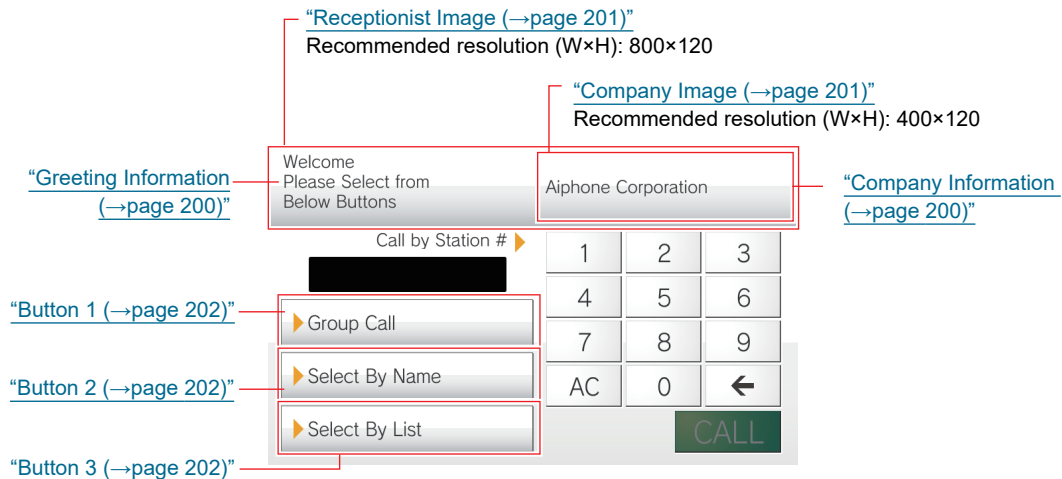 “Receptionist Image (→page 201)”
Recommended resolution (W×H): 800×120
“Company Image (→page 201)”
Recommended resolution (W×H): 400×120
“Greeting Information
(→page 200)”
Welcome
Please Select from
Below Buttons
Aiphone Corporation
“Company Information
(→page 200)”
Call by Station #
1 2 3
4 5 6
7 8 9
AC 0 ←
CALL
“Button 1 (→page 202)”
Group Call
“Button 2 (→page 202)”
Select By Name
“Button 3 (→page 202)”
Select By List